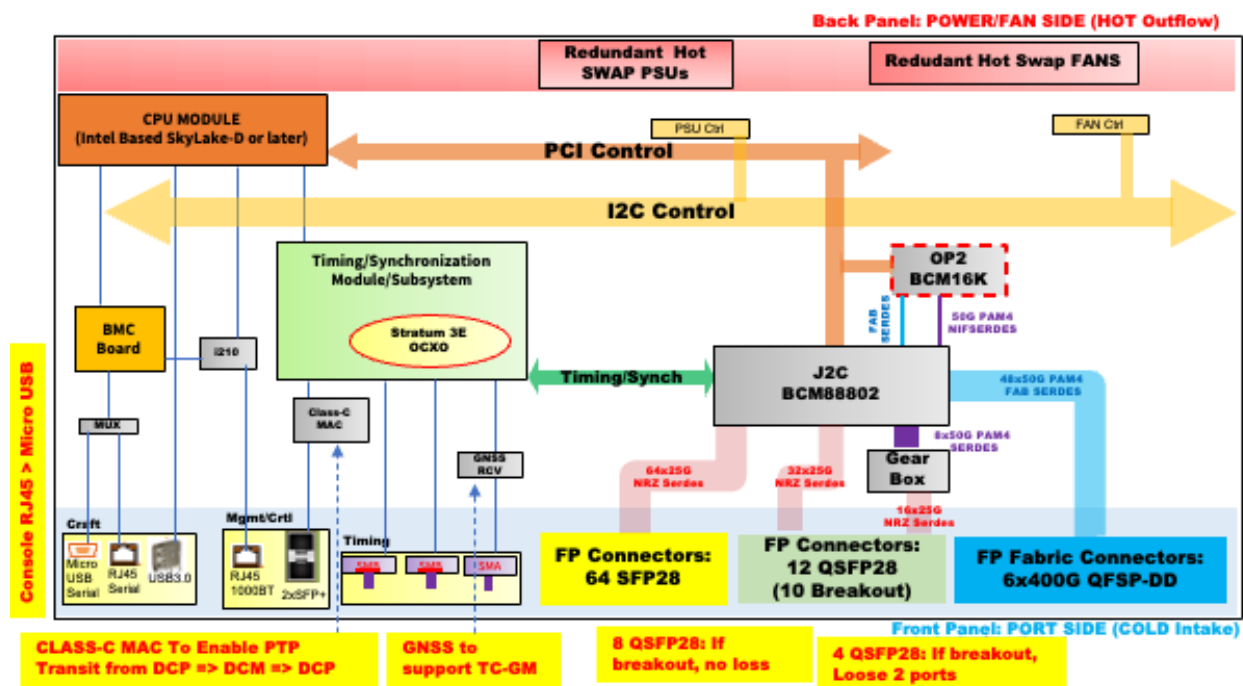 Back Panel: POWER/FAN SIDE (HOT Outflow)
Redundant Hot
SWAP PSUs
Redudant Hot Swap FANS
CPU MODULE
(Intel Based SkyLake-D or later)
PSU Ctrl
FAN Ctrl
PCI Control
I2C Control
Timing/Synchronization
Module/Subsystem
OP2
BCM16K
Stratum 3E
OCXO
BMC
Board
I210
FAB
SERDES
50G PAM4
NIFSERDES
Timing/Synch
J2C
BCM88802
48x50G PAM4
FAB SERDES
Console RJ45 > Micro USB
MUX
Class-C
MAC
GNSS
RCV
8x50G PAM4
SERDES
Gear
Box
64x25G
NRZ Serdes
32x25G
NRZ Serdes
16x25G
NRZ Serdes
Craft
Mgmt/Crtl
Timing
Micro
USB
Serial
RJ45
Serial
USB3.0
RJ45
1000BT
2xSFP+
SMB
SMB
SMA
FP Connectors:
64 SFP28
FP Connectors:
12 QSFP28
(10 Breakout)
FP Fabric Connectors:
6x400G QFSP-DD
Front Panel: PORT SIDE (COLD Intake)
CLASS-C MAC To Enable PTP
Transit from DCP => DCM => DCP
GNSS to
support TC-GM
8 QSFP28: If
breakout, no loss
4 QSFP28: If breakout,
Loose 2 ports